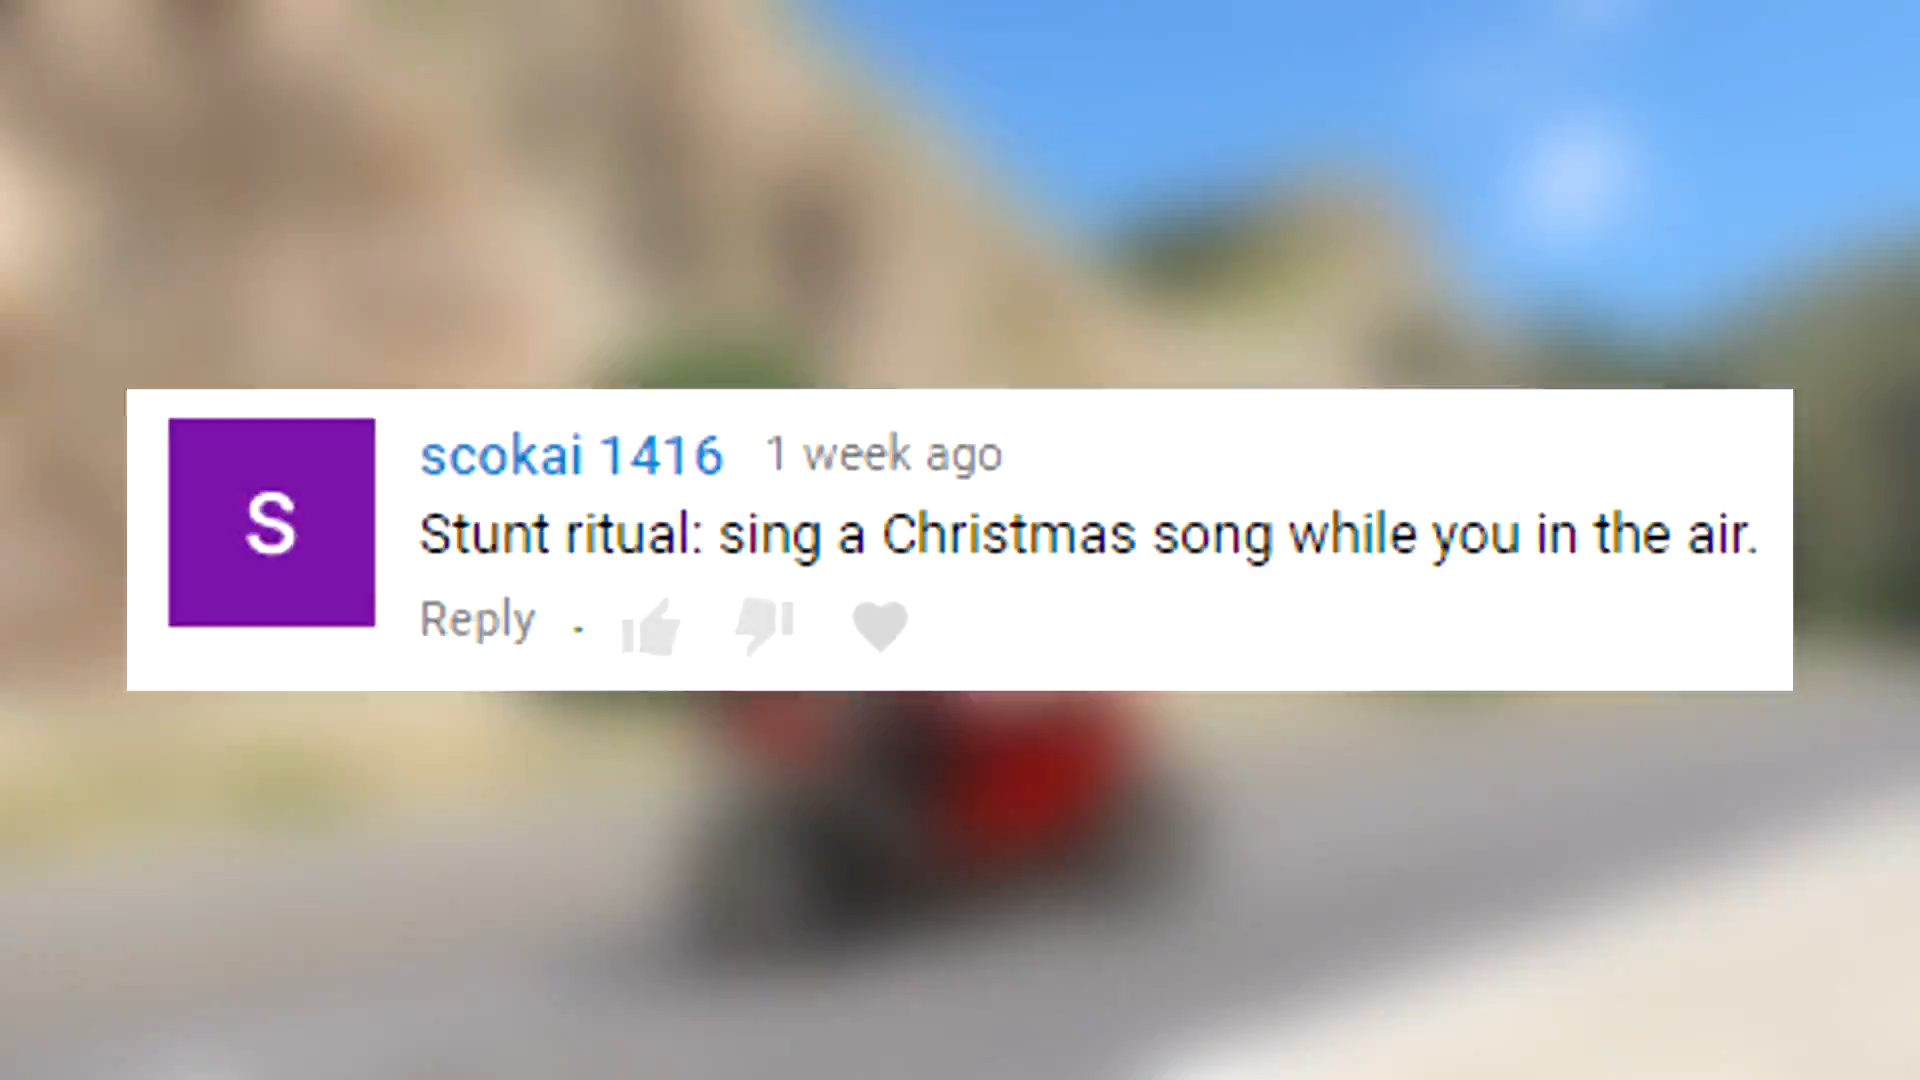 S
scokai 1416 1 week ago
Stunt ritual: sing a Christmas song while you in the air.
Reply